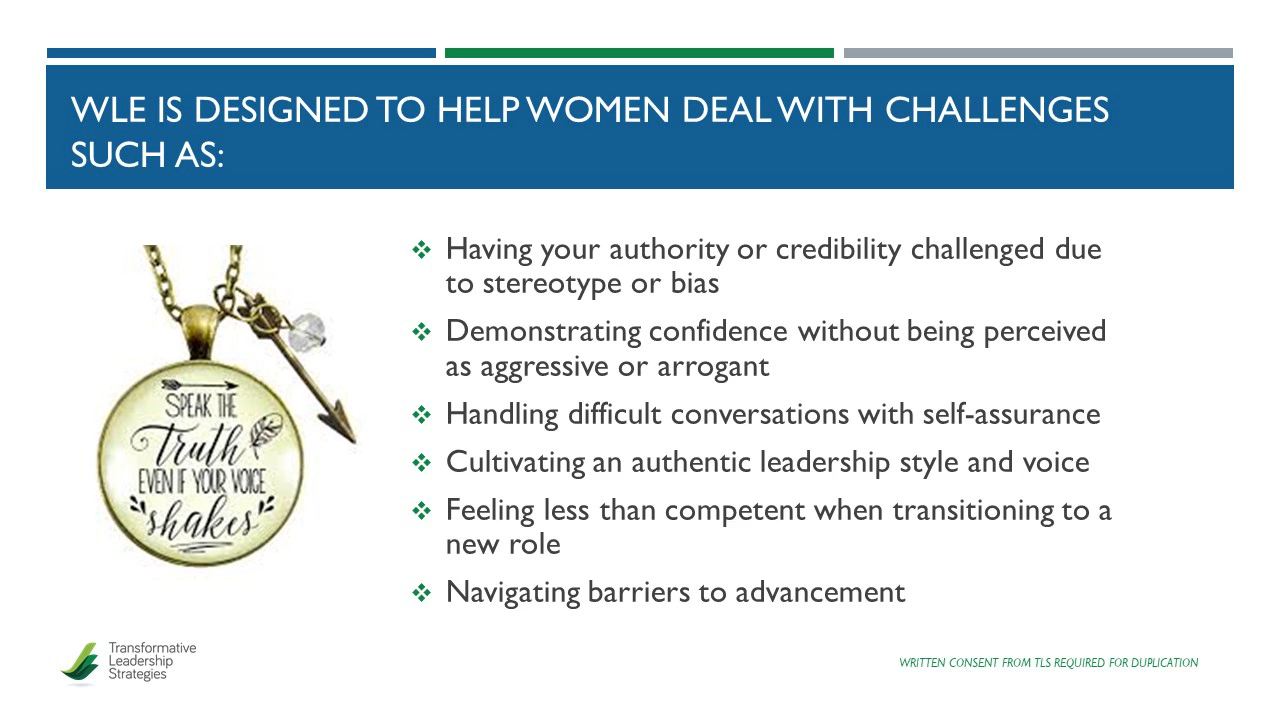 WLE IS DESIGNED TO HELP WOMEN DEAL WITH CHALLENGES
SUCH AS:
SPEAK THE
truth
EVEN IF YOUR VOICE
shakes
Having your authority or credibility challenged due
to stereotype or bias
Demonstrating confidence without being perceived
as aggressive or arrogant
Handling difficult conversations with self-assurance
Cultivating an authentic leadership style and voice
Feeling less than competent when transitioning to a
new role
Navigating barriers to advancement
Transformative
Leadership
Strategies
WRITTEN CONSENT FROM TLS REQUIRED FOR DUPLICATION